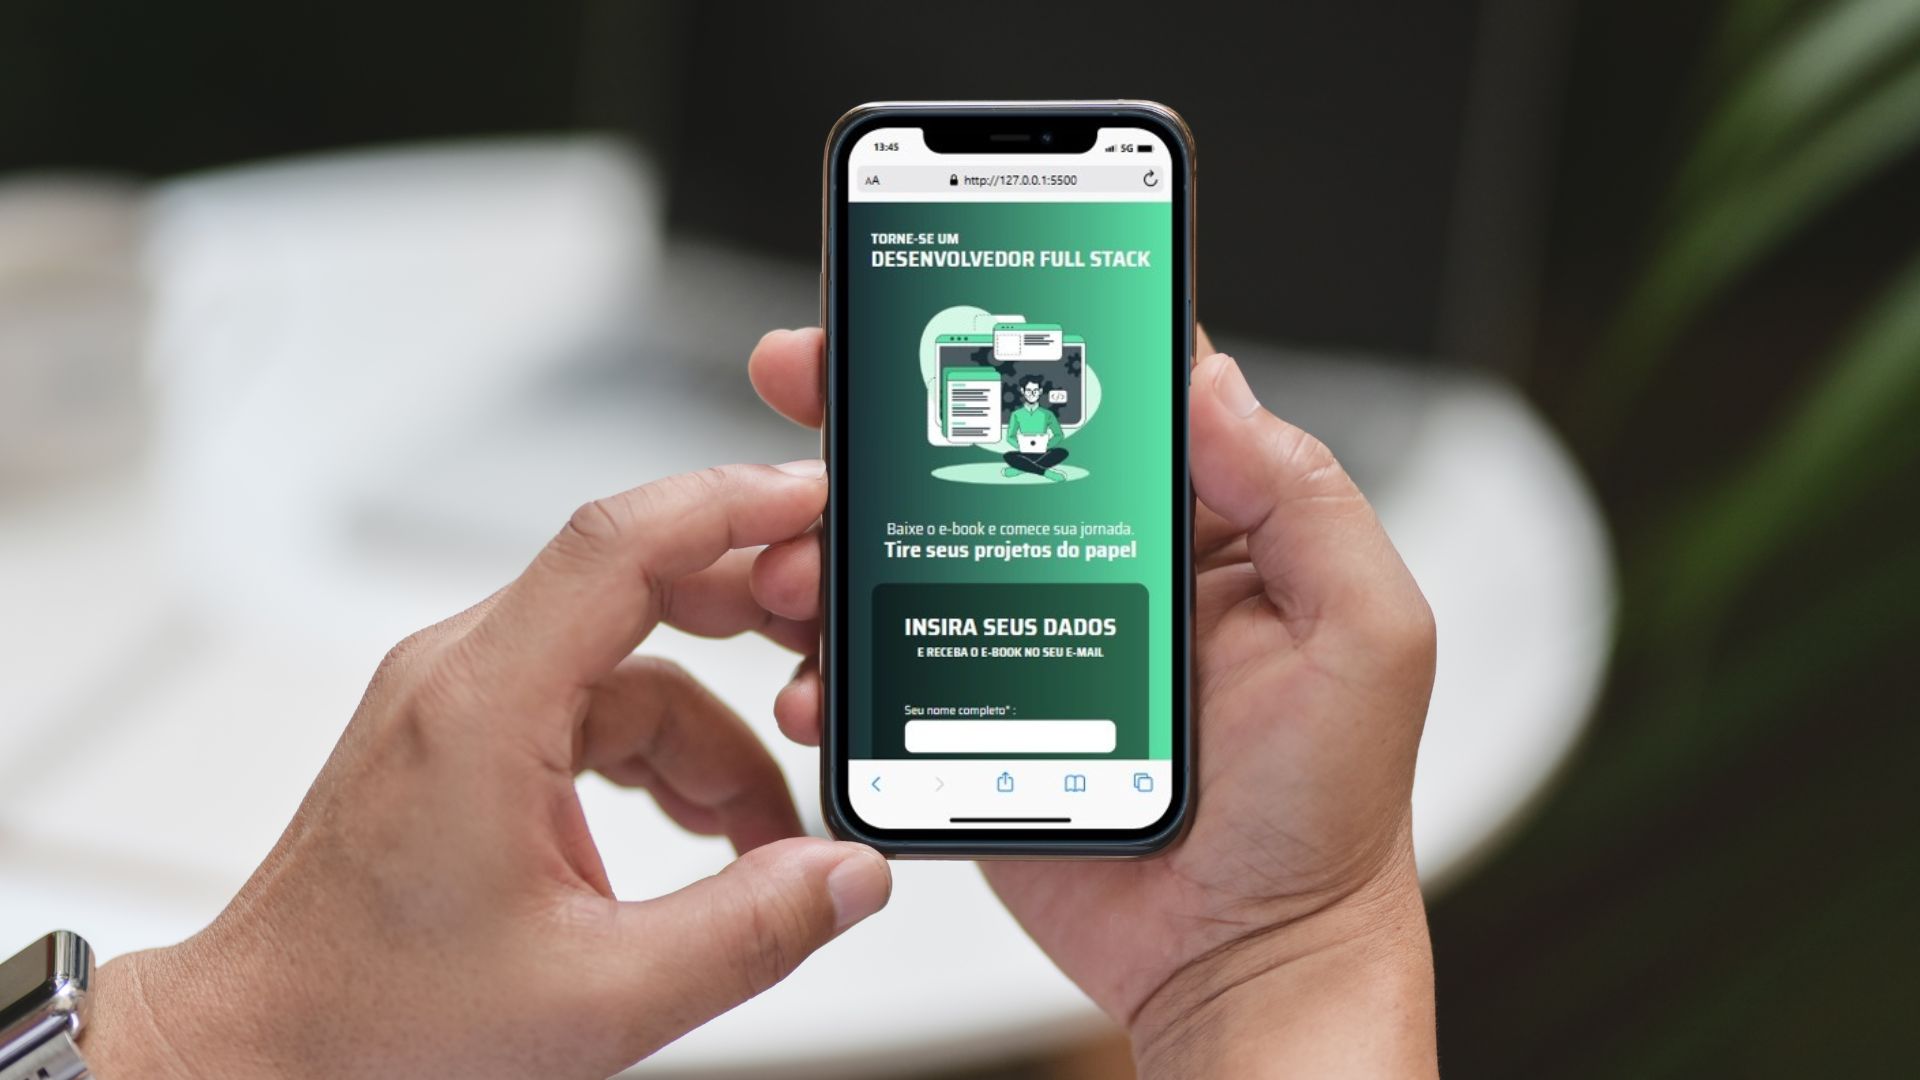 13:45
5G
AA
http://127.0.0.1:5500
TORNE-SE UM
DESENVOLVEDOR FULL STACK
</>
Baixe o e-book e comece sua jornada.
Tire seus projetos do papel
INSIRA SEUS DADOS
E RECEBA O E-BOOK NO SEU E-MAIL
Seu nome completo* :